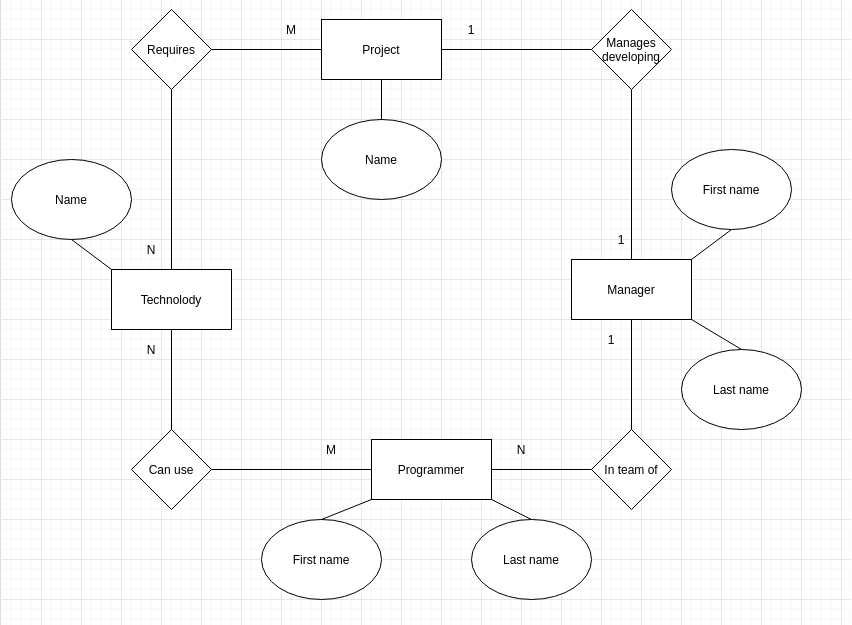 M
1
Requires
Project
Manages
developing
Name
First name
Name
N
1
Technolody
Manager
N
1
Last name
M
N
Can use
Programmer
In team of
First name
Last name